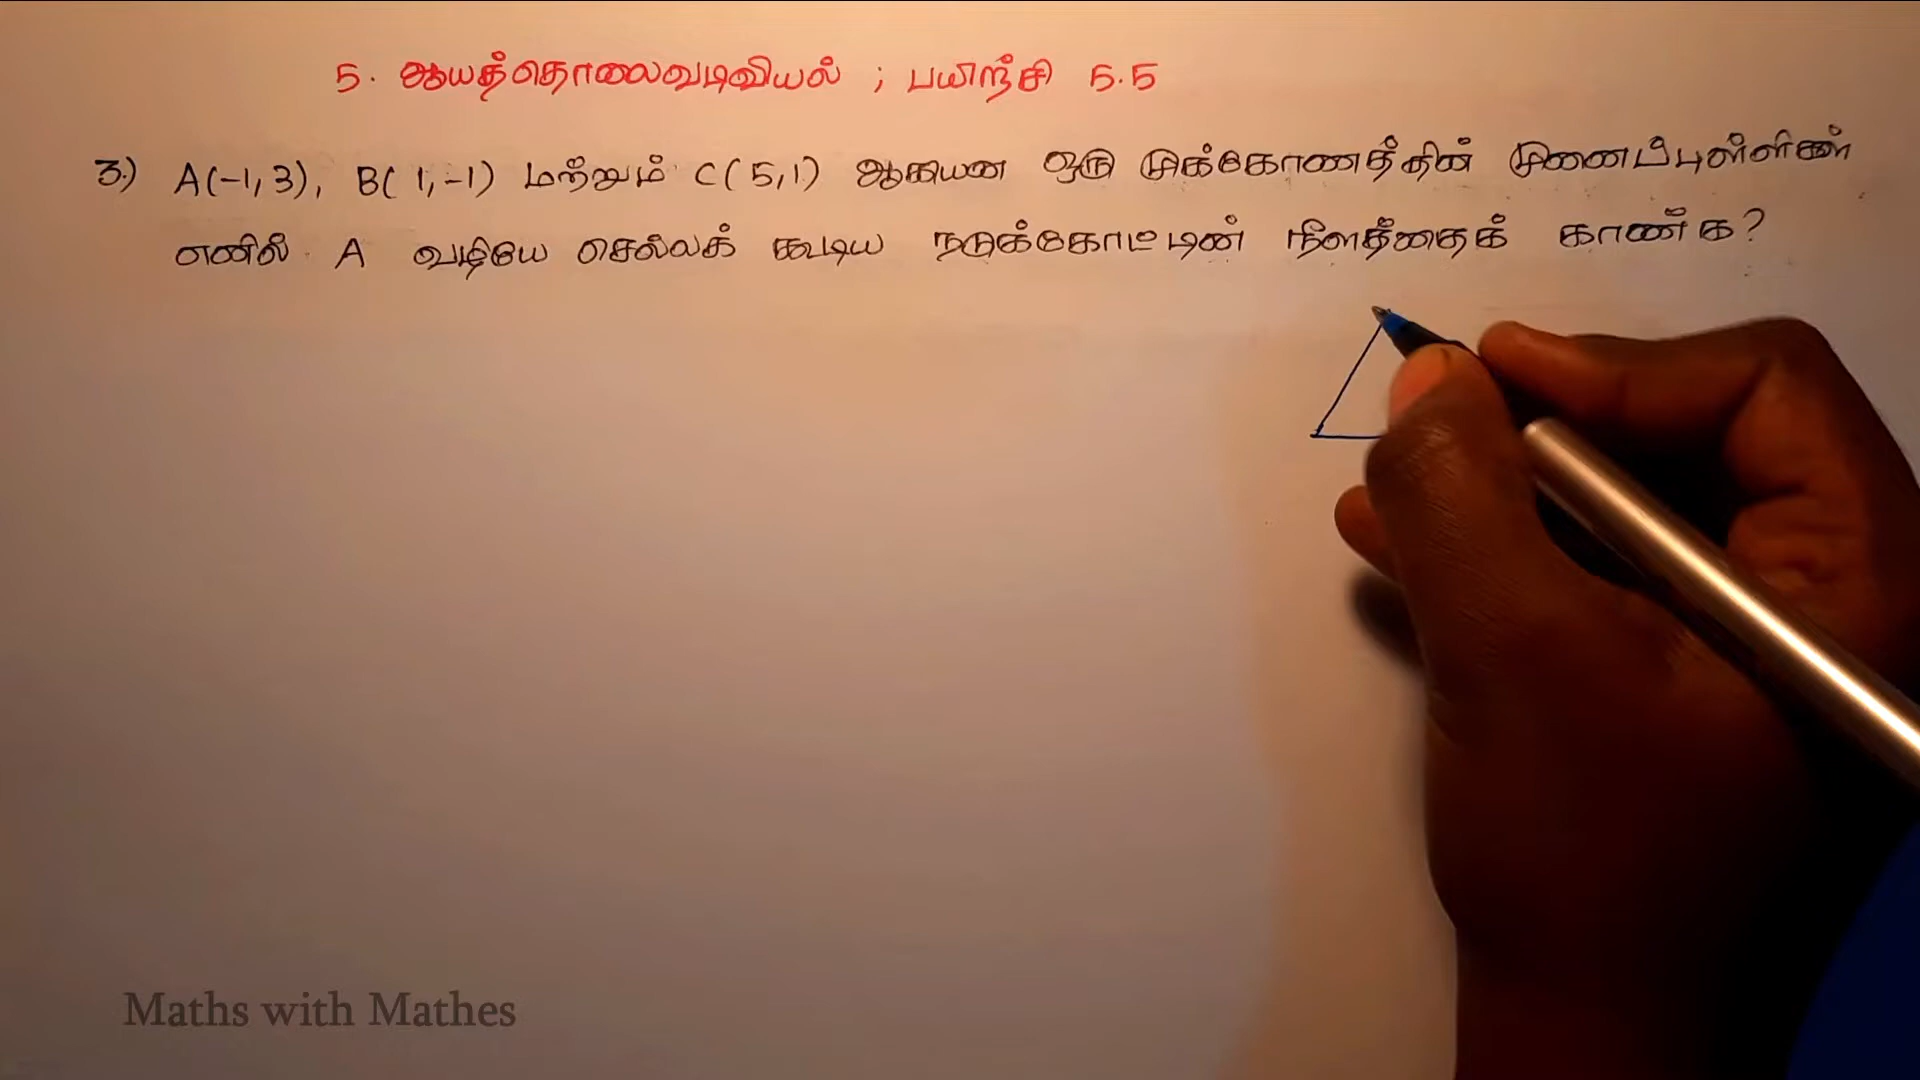 5. ஆயத்தொலைவடிவியல் ; பயிற்சி 5.5
3.) A(-1,3), B(1,-1) மற்றும் C(5,1) ஆகியன ஒரு முக்கோணத்தின் முனைப்புள்ளிகள்
எனில் A வழியே செல்லக் கூடிய நடுக்கோட்டின் நீளத்தைக் காண்க?
Maths with Mathes